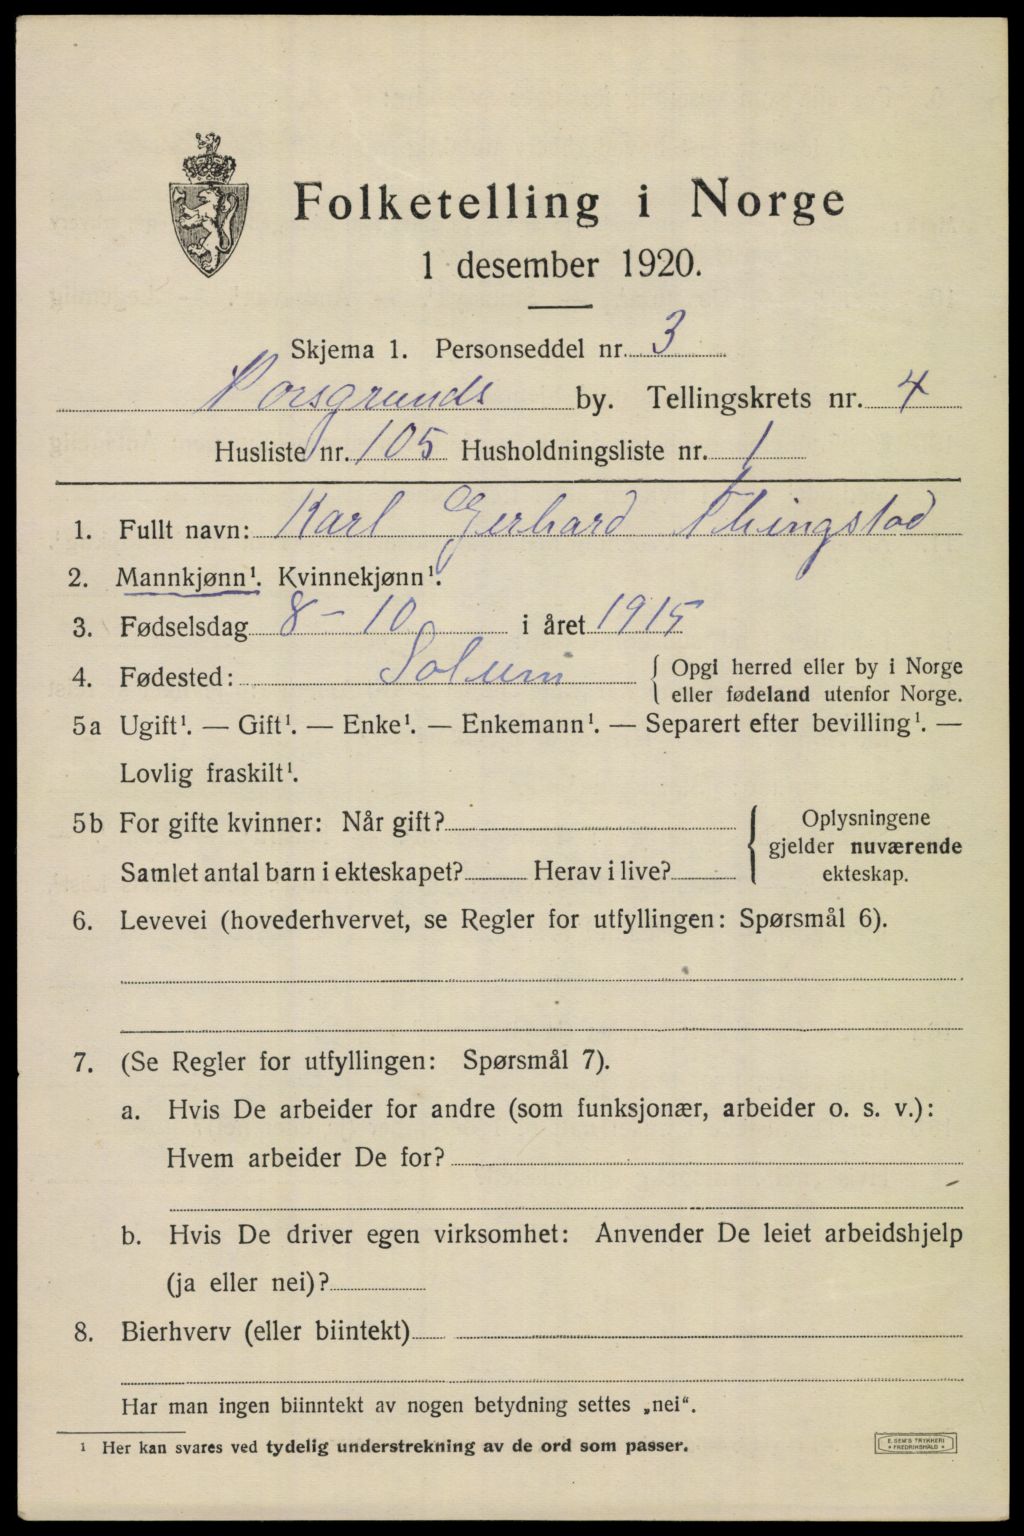 Folketelling i Norge
1 desember 1920.
Skjema 1. Personseddel nr. 3
Porsgrunds by. Tellingskrets nr. 4
Husliste nr. 105 Husholdningsliste nr. 1
1. Fullt navn: Karl Gerhard Thingstad
2. Mannkjønn¹. Kvinnekjønn¹.
3. Fødselsdag 8-10 i året 1915
4. Fødested: Solum { Opgi herred eller by i Norge
eller fødeland utenfor Norge.
5a Ugift¹. — Gift¹. — Enke¹. — Enkemann¹. — Separert efter bevilling¹. —
Lovlig fraskilt¹.
5b For gifte kvinner: Når gift?
Samlet antal barn i ekteskapet? Herav i live?
Oplysningene
gjelder nuværende
ekteskap.
6. Levevei (hovederhvervet, se Regler for utfyllingen: Spørsmål 6).
7. (Se Regler for utfyllingen: Spørsmål 7).
a. Hvis De arbeider for andre (som funksjonær, arbeider o. s. v.):
Hvem arbeider De for?
b. Hvis De driver egen virksomhet: Anvender De leiet arbeidshjelp
(ja eller nei)?
8. Bierhverv (eller biintekt)
Har man ingen biinntekt av nogen betydning settes „nei".
¹ Her kan svares ved tydelig understrekning av de ord som passer.
E. SEM'S TRYKKERI
• FREDRIKSHALD •